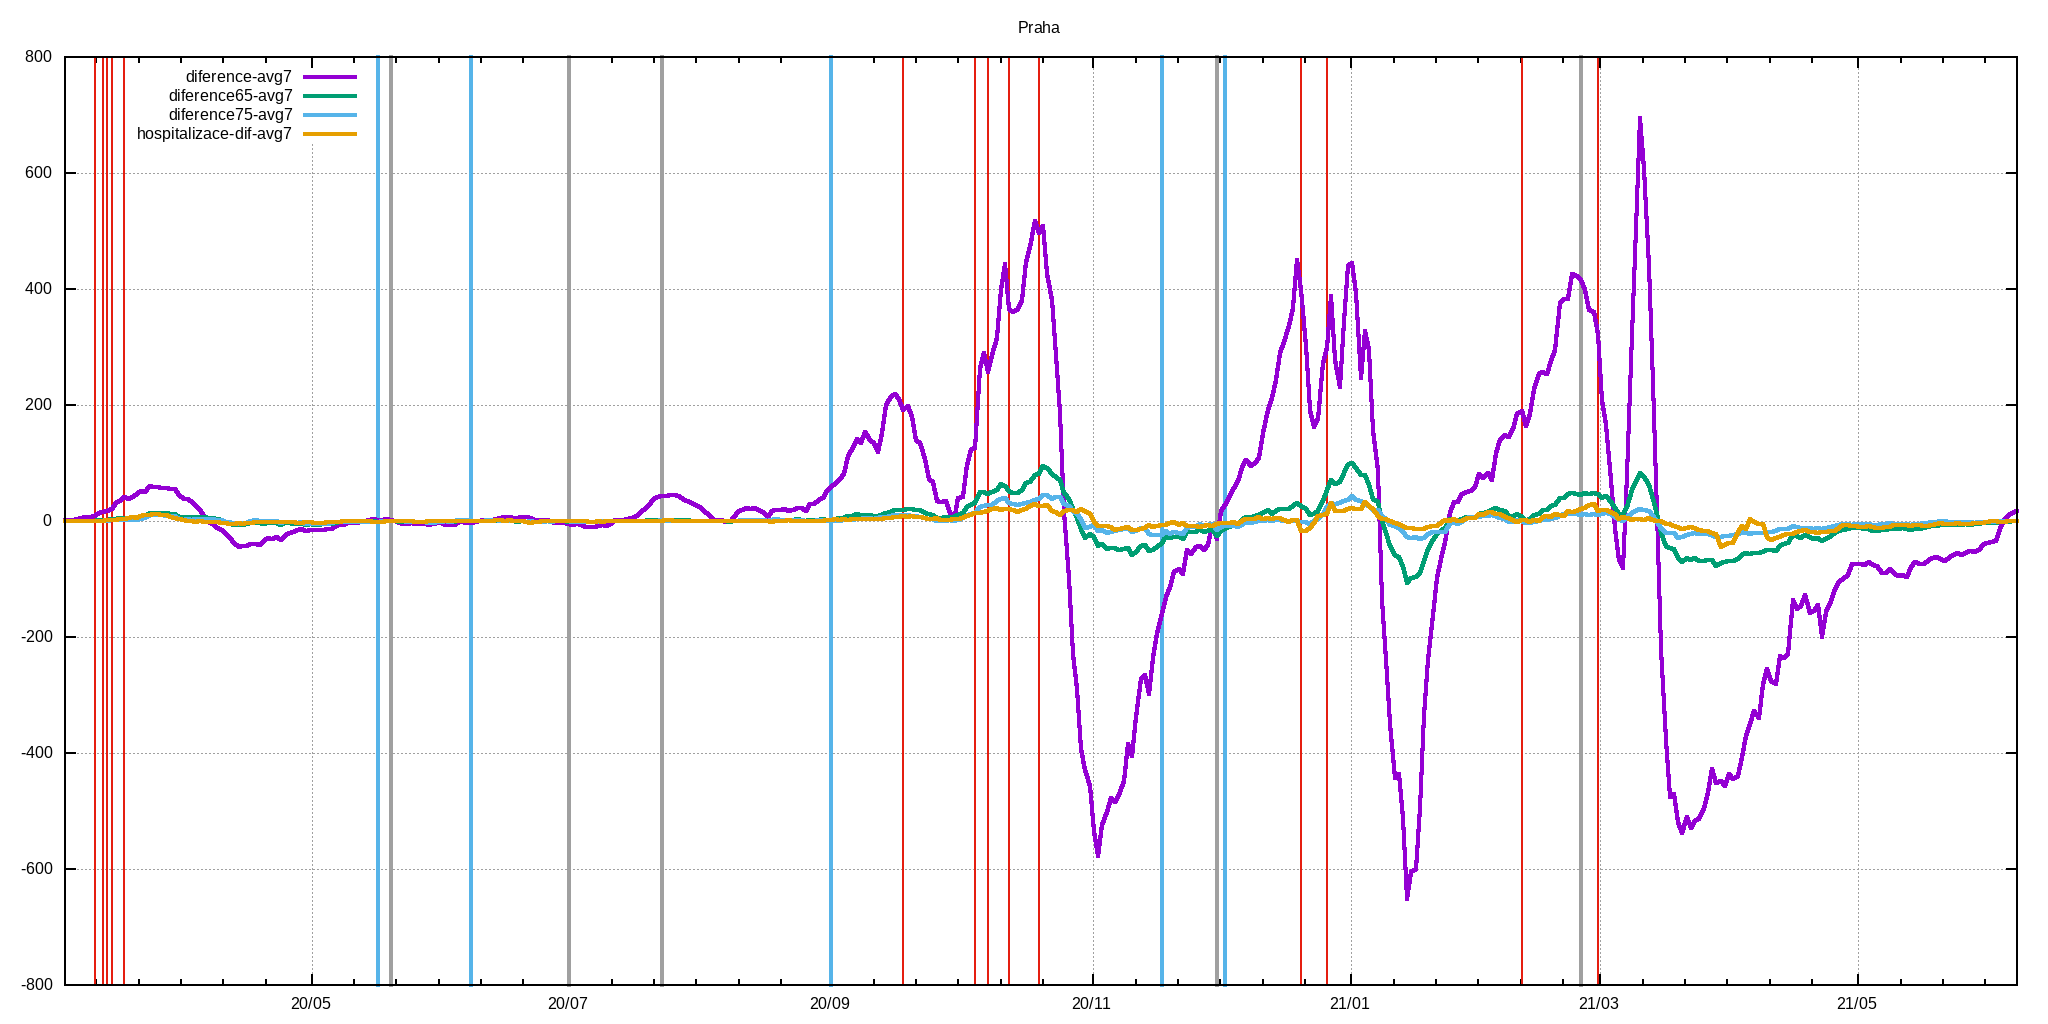 Praha
800
600
400
200
0
-200
-400
-600
-800
diference-avg7
diference65-avg7
diference75-avg7
hospitalizace-dif-avg7
20/05 20/07 20/09 20/11 21/01 21/03 21/05